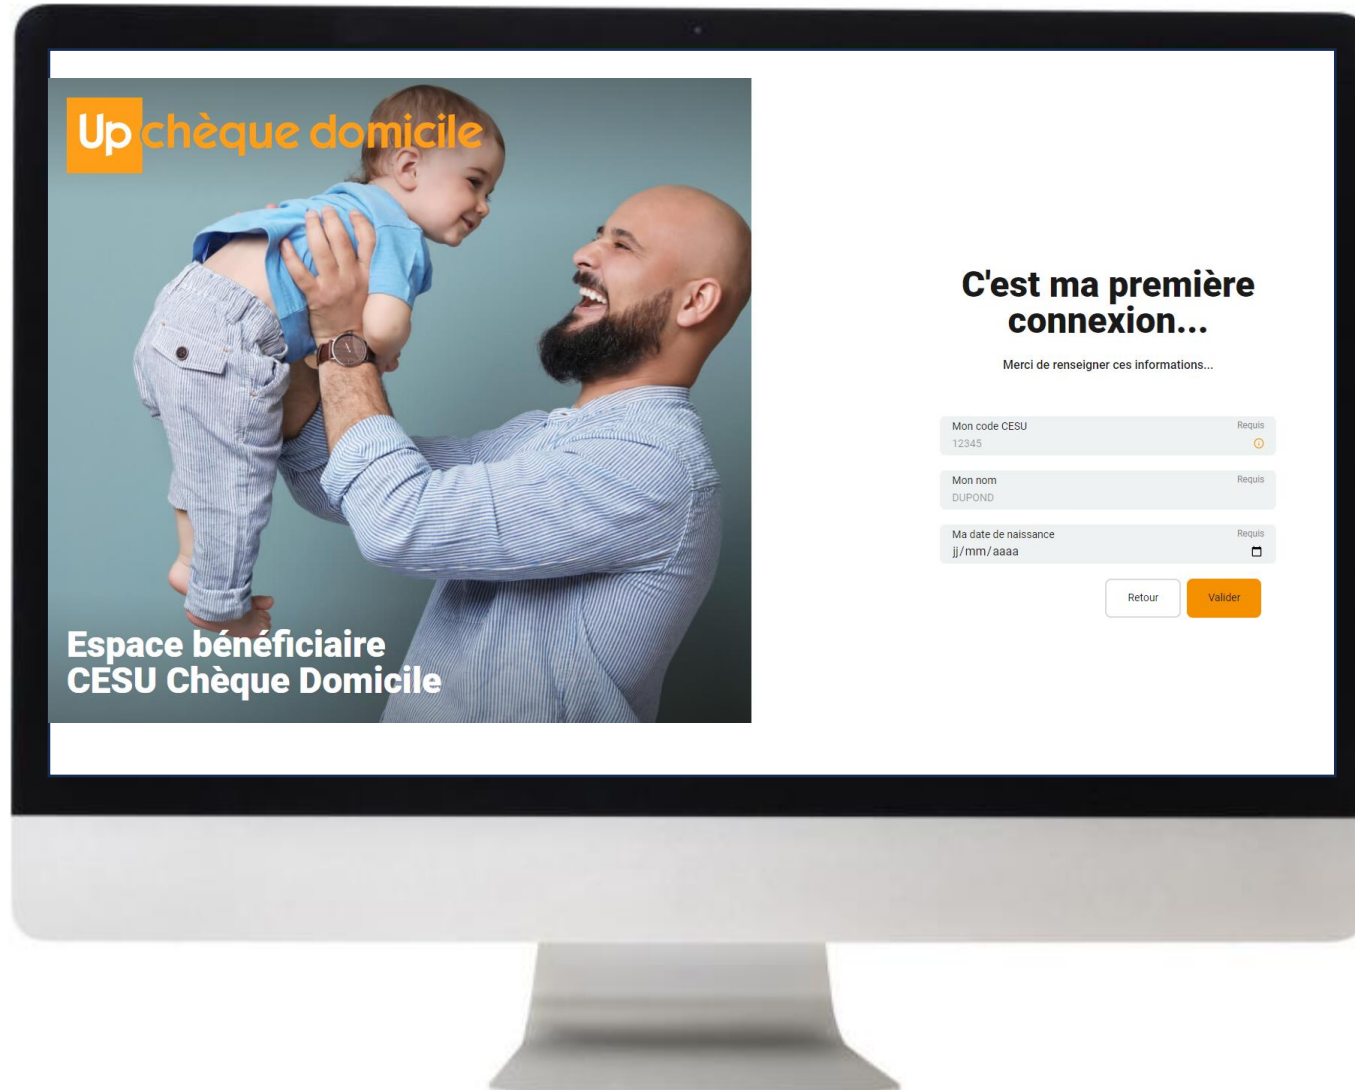 Up chèque domicile
Espace bénéficiaire
CESU Chèque Domicile
C'est ma première
connexion...
Merci de renseigner ces informations...
Mon code CESU Requis
12345
Mon nom Requis
DUPOND
Ma date de naissance Requis
jj/mm/aaaa
Retour Valider